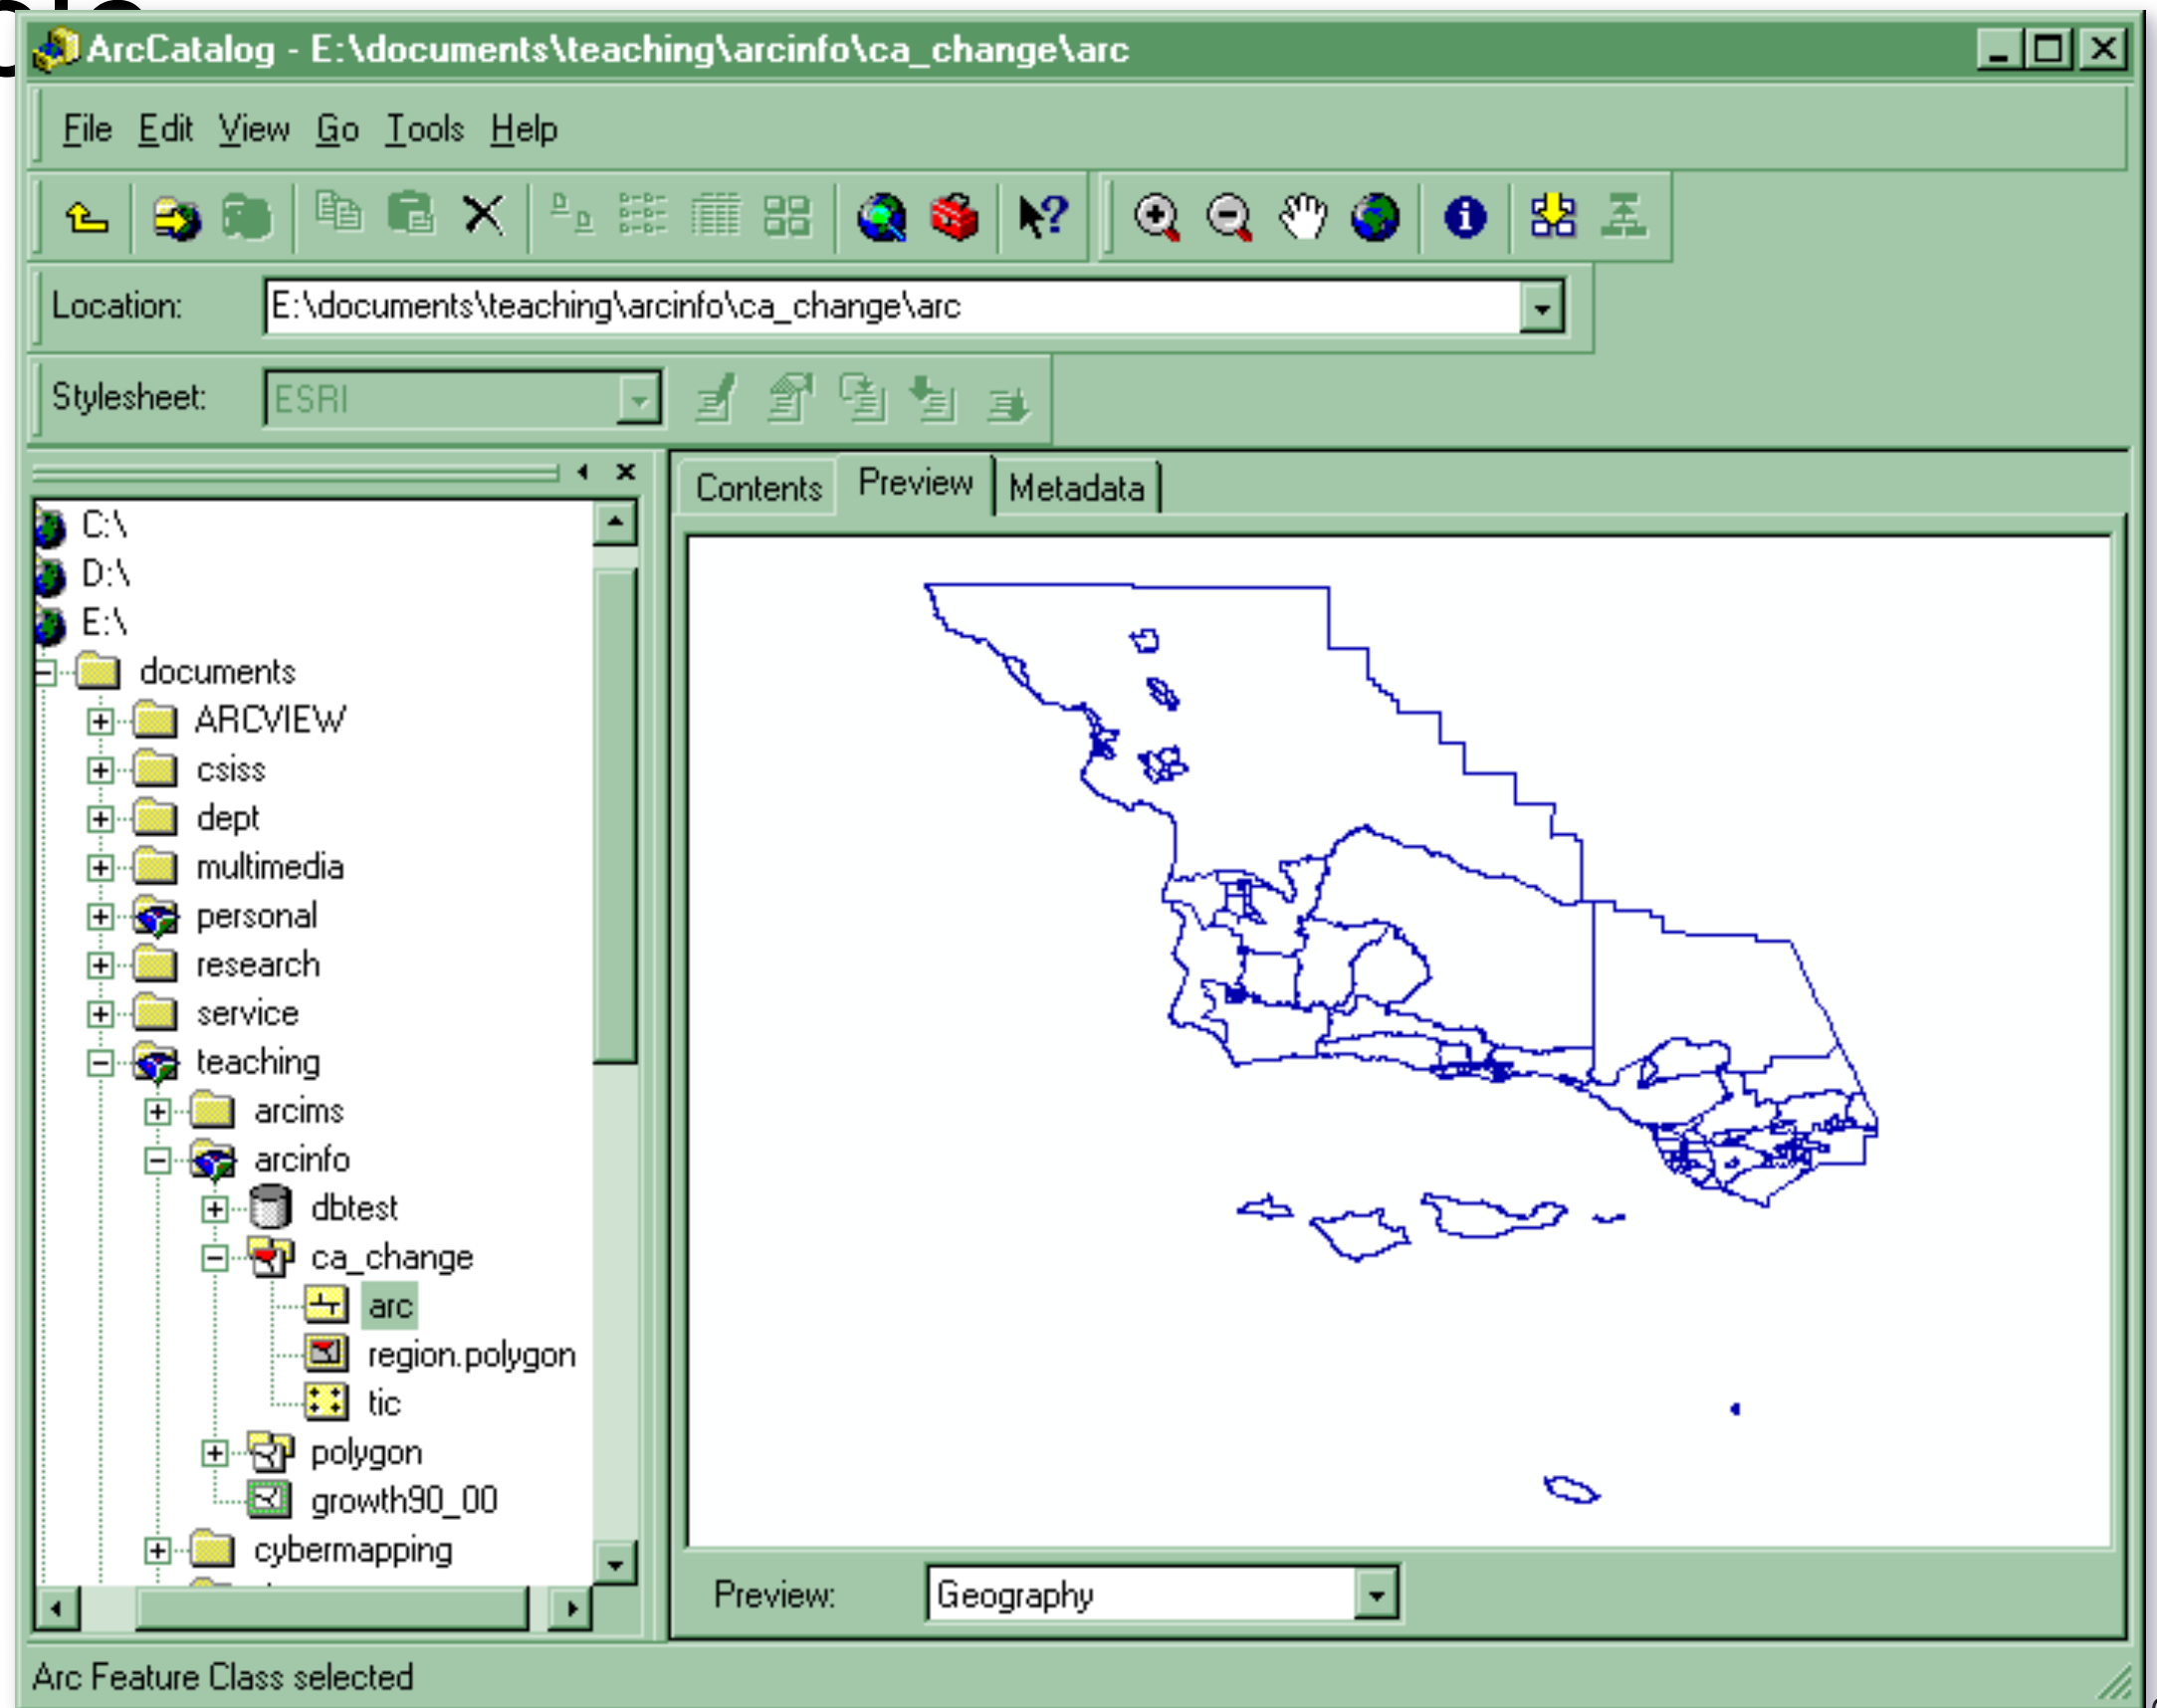 ArcCatalog - E:\documents\teaching\arcinfo\ca_change\arc
File Edit View Go Tools Help
Location: E:\documents\teaching\arcinfo\ca_change\arc
Stylesheet: ESRI
Contents Preview Metadata
C:\
D:\
E:\
documents
ARCVIEW
csiss
dept
multimedia
personal
research
service
teaching
arcims
arcinfo
dbtest
ca_change
arc
region.polygon
tic
polygon
growth90_00
cybermapping
Preview: Geography
Arc Feature Class selected